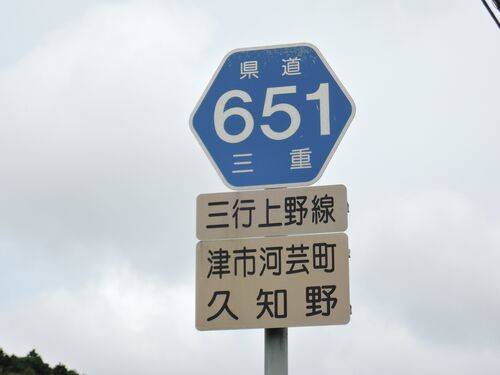 県道
651
三重
三行上野線
津市河芸町
久知野